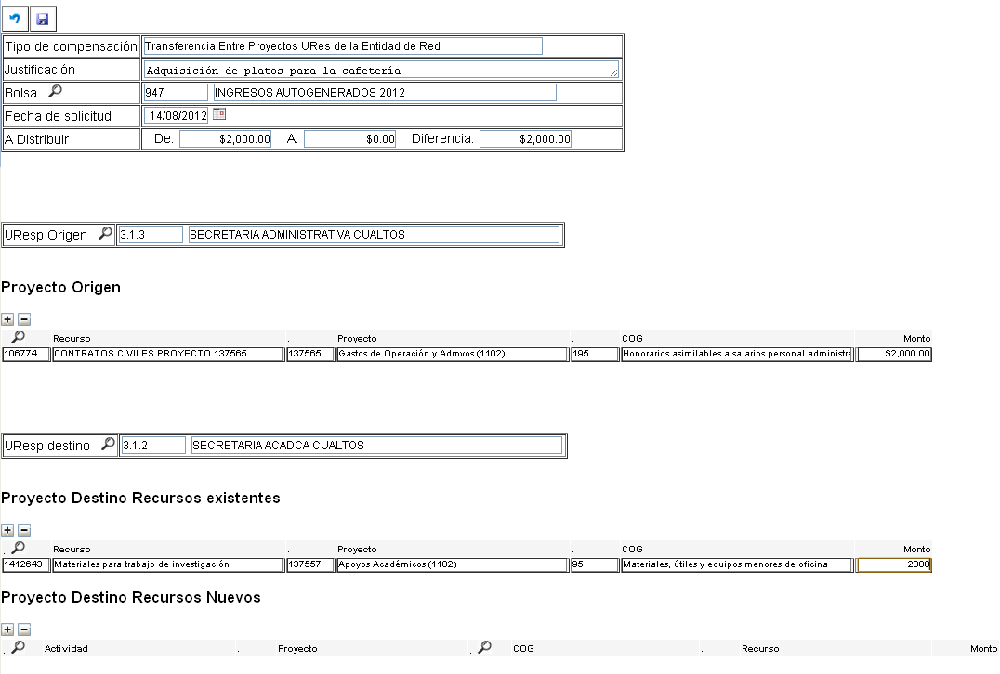 Tipo de compensación Transferencia Entre Proyectos URes de la Entidad de Red
Justificación Adquisición de platos para la cafetería
Bolsa 947 INGRESOS AUTOGENERADOS 2012
Fecha de solicitud 14/08/2012
A Distribuir De: $2,000.00 A: $0.00 Diferencia: $2,000.00
UResp Origen 3.1.3 SECRETARIA ADMINISTRATIVA CUALTOS
Proyecto Origen
. Recurso . Proyecto . COG Monto
106774 CONTRATOS CIVILES PROYECTO 137565 137565 Gastos de Operación y Admvos (1102) 195 Honorarios asimilables a salarios personal administra $2,000.00
UResp destino 3.1.2 SECRETARIA ACADCA CUALTOS
Proyecto Destino Recursos existentes
. Recurso . Proyecto . COG Monto
1412643 Materiales para trabajo de investigación 137557 Apoyos Académicos (1102) 95 Materiales, útiles y equipos menores de oficina 2000
Proyecto Destino Recursos Nuevos
. Actividad . Proyecto . COG . Recurso Monto